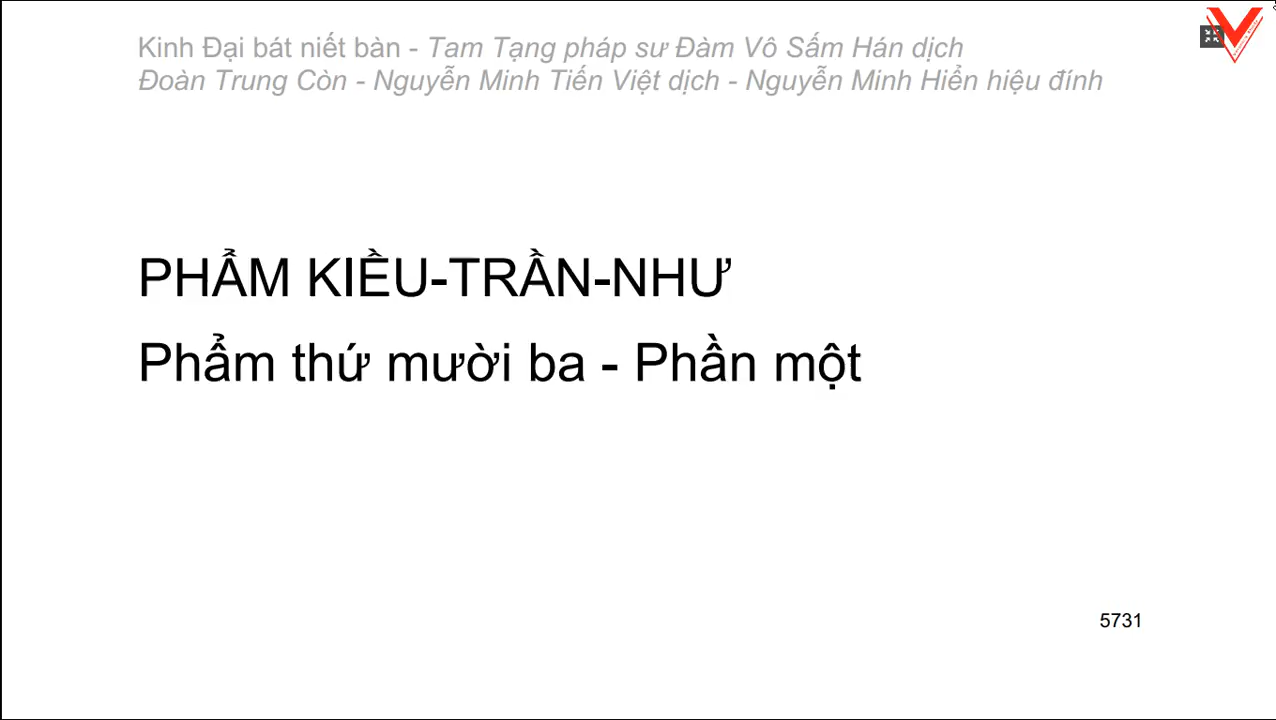 Kinh Đại bát niết bàn - Tam Tạng pháp sư Đàm Vô Sấm Hán dịch
Đoàn Trung Còn - Nguyễn Minh Tiến Việt dịch - Nguyễn Minh Hiển hiệu đính
PHẨM KIỀU-TRẦN-NHƯ
Phẩm thứ mười ba - Phần một
5731